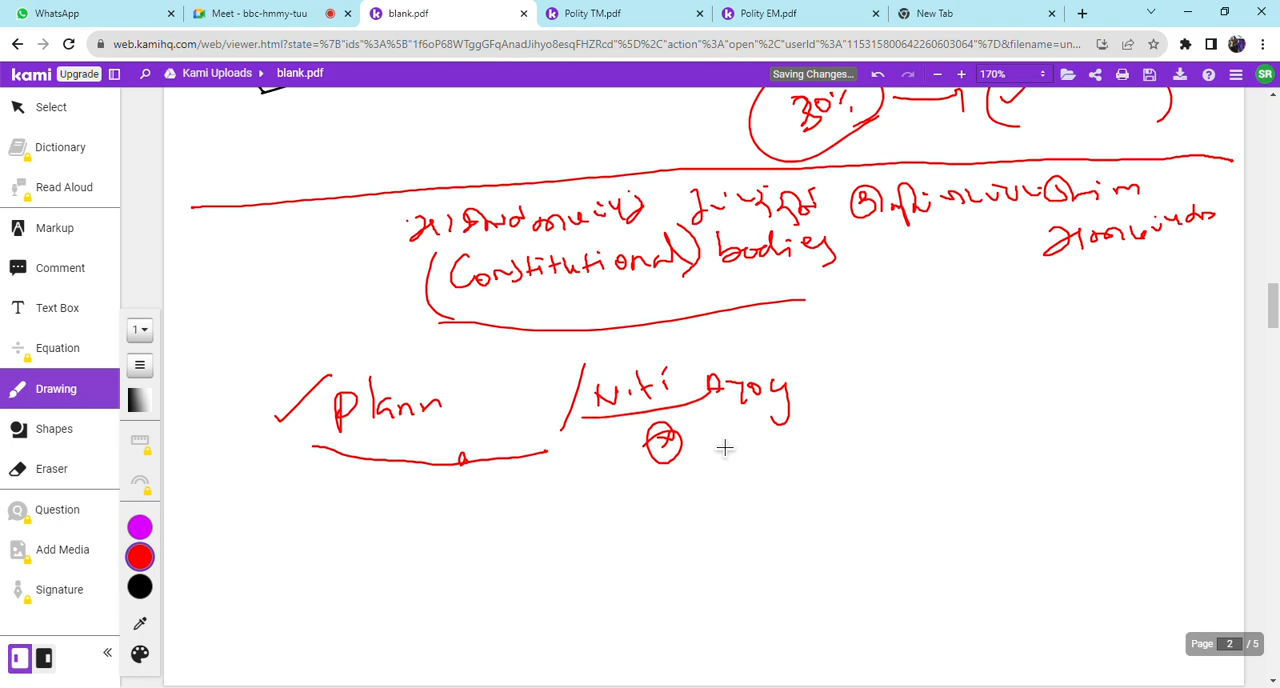 WhatsApp
Meet - bbc-hmmy-tuu
blank.pdf
Polity TM.pdf
Polity EM.pdf
New Tab
web.kamihq.com/web/viewer.html?state=%7B"ids"%3A%5B"1f6oP68WTggGFqAnadJihyo8esqFHZRcd"%5D%2C"action"%3A"open"%2C"userId"%3A"115315800642260603064"%7D&filename=un...
kami Upgrade
Kami Uploads
blank.pdf
Saving Changes...
170%
SR
Select
Dictionary
Read Aloud
Markup
Comment
Text Box
Equation
Drawing
Shapes
Eraser
Question
Add Media
Signature
1
30%
(Constitutional) bodies
Plann / Niti Ayog
Page 2 / 5